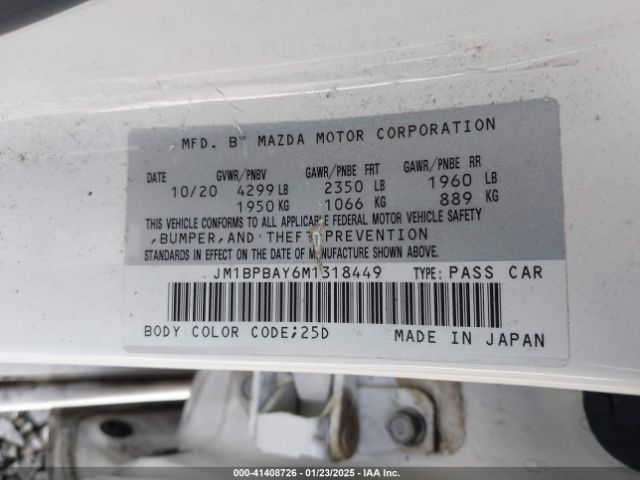 MFD. BY MAZDA MOTOR CORPORATION
DATE GVWR/PNBV GAWR/PNBE FRT GAWR/PNBE RR
10/20 4299 LB 2350 LB 1960 LB
1950 KG 1066 KG 889 KG
THIS VEHICLE CONFORMS TO ALL APPLICABLE FEDERAL MOTOR VEHICLE SAFETY
,BUMPER,AND THEFT PREVENTION
STANDARDS IN EFFECT ON THE DATE OF MANUFACTURE SHOWN ABOVE.
JM1BPBAY6M1318449 TYPE: PASS CAR
BODY COLOR CODE;25D MADE IN JAPAN
000-41408726 - 01/23/2025 - IAA Inc.